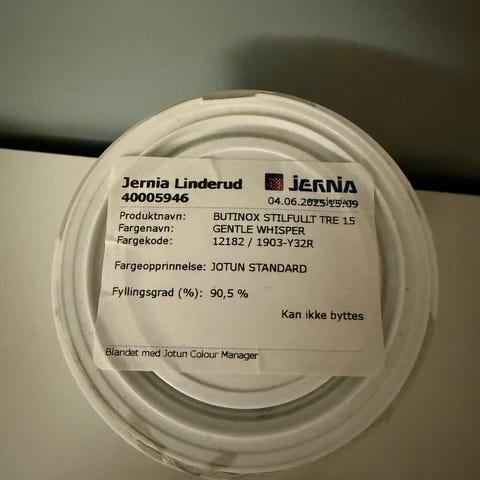 Jernia Linderud
JERNIA
40005946
04.06.2025 15:09
Produktnavn: BUTINOX STILFULLT TRE 15
Fargenavn: GENTLE WHISPER
Fargekode: 12182 / 1903-Y32R
Fargeopprinnelse: JOTUN STANDARD
Fyllingsgrad (%): 90,5 %
Kan ikke byttes
Blandet med Jotun Colour Manager